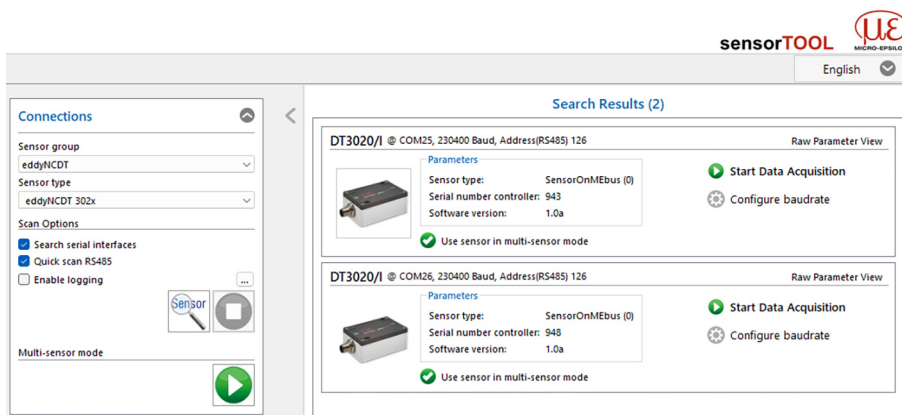 sensorTOOL
με
MICRO-EPSILO
English
Connections
Sensor group
eddyNCDT
Sensor type
eddyNCDT 302x
Scan Options
Search serial interfaces
Quick scan RS485
Enable logging
...
Sensor
Multi-sensor mode
Search Results (2)
DT3020/I @ COM25, 230400 Baud, Address(RS485) 126
Raw Parameter View
Parameters
Sensor type: SensorOnMEbus (0)
Serial number controller: 943
Software version: 1.0a
Use sensor in multi-sensor mode
Start Data Acquisition
Configure baudrate
DT3020/I @ COM26, 230400 Baud, Address(RS485) 126
Raw Parameter View
Parameters
Sensor type: SensorOnMEbus (0)
Serial number controller: 948
Software version: 1.0a
Use sensor in multi-sensor mode
Start Data Acquisition
Configure baudrate